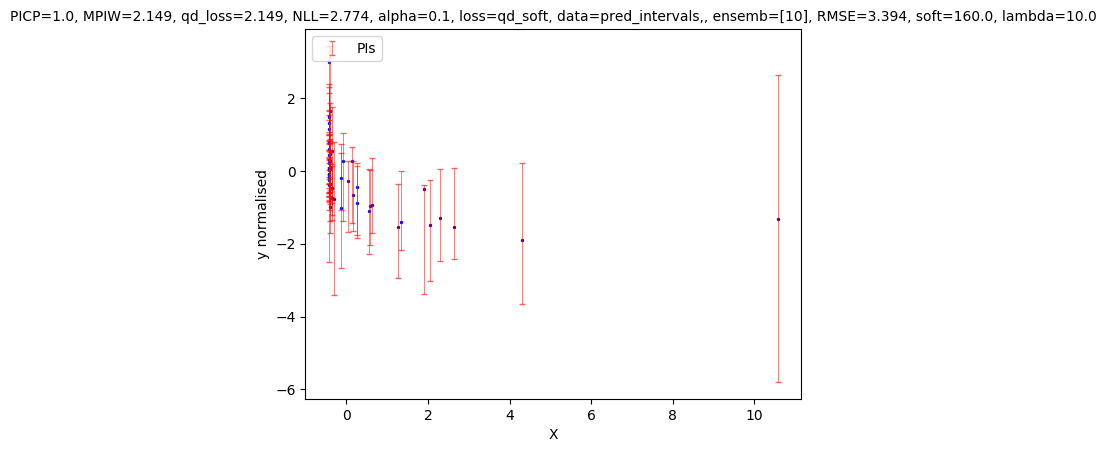 PICP=1.0, MPIW=2.149, qd_loss=2.149, NLL=2.774, alpha=0.1, loss=qd_soft, data=pred_intervals,, ensemb=[10], RMSE=3.394, soft=160.0, lambda=10.0
PIs
2
0
−2
−4
−6
y normalised
0 2 4 6 8 10
X